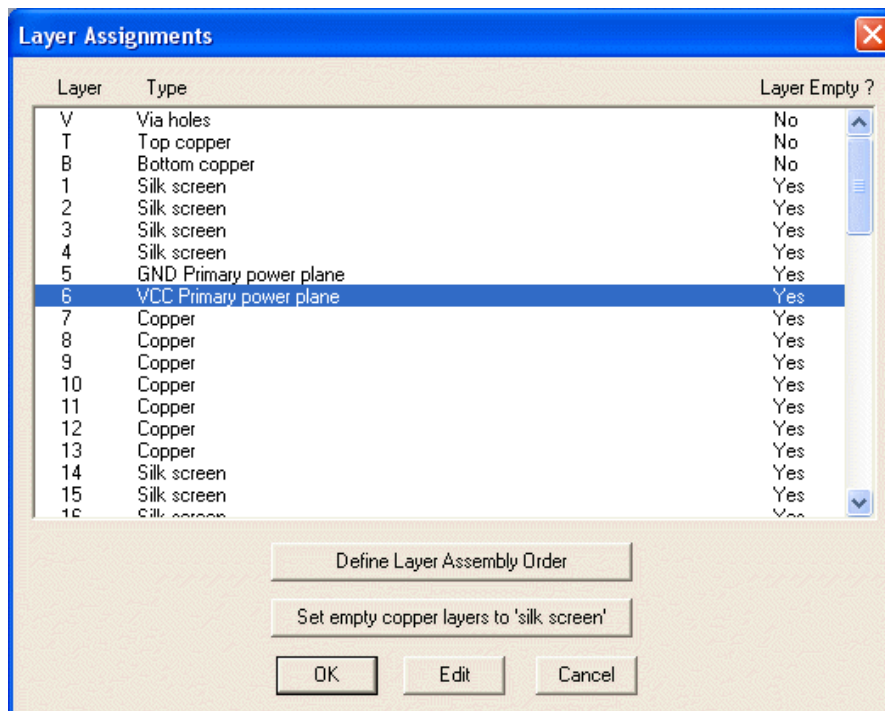 Layer Assignments
Layer Type Layer Empty ?
V Via holes No
T Top copper No
B Bottom copper No
1 Silk screen Yes
2 Silk screen Yes
3 Silk screen Yes
4 Silk screen Yes
5 GND Primary power plane Yes
6 VCC Primary power plane Yes
7 Copper Yes
8 Copper Yes
9 Copper Yes
10 Copper Yes
11 Copper Yes
12 Copper Yes
13 Copper Yes
14 Silk screen Yes
15 Silk screen Yes
16 Silk screen Yes
Define Layer Assembly Order
Set empty copper layers to 'silk screen'
OK Edit Cancel